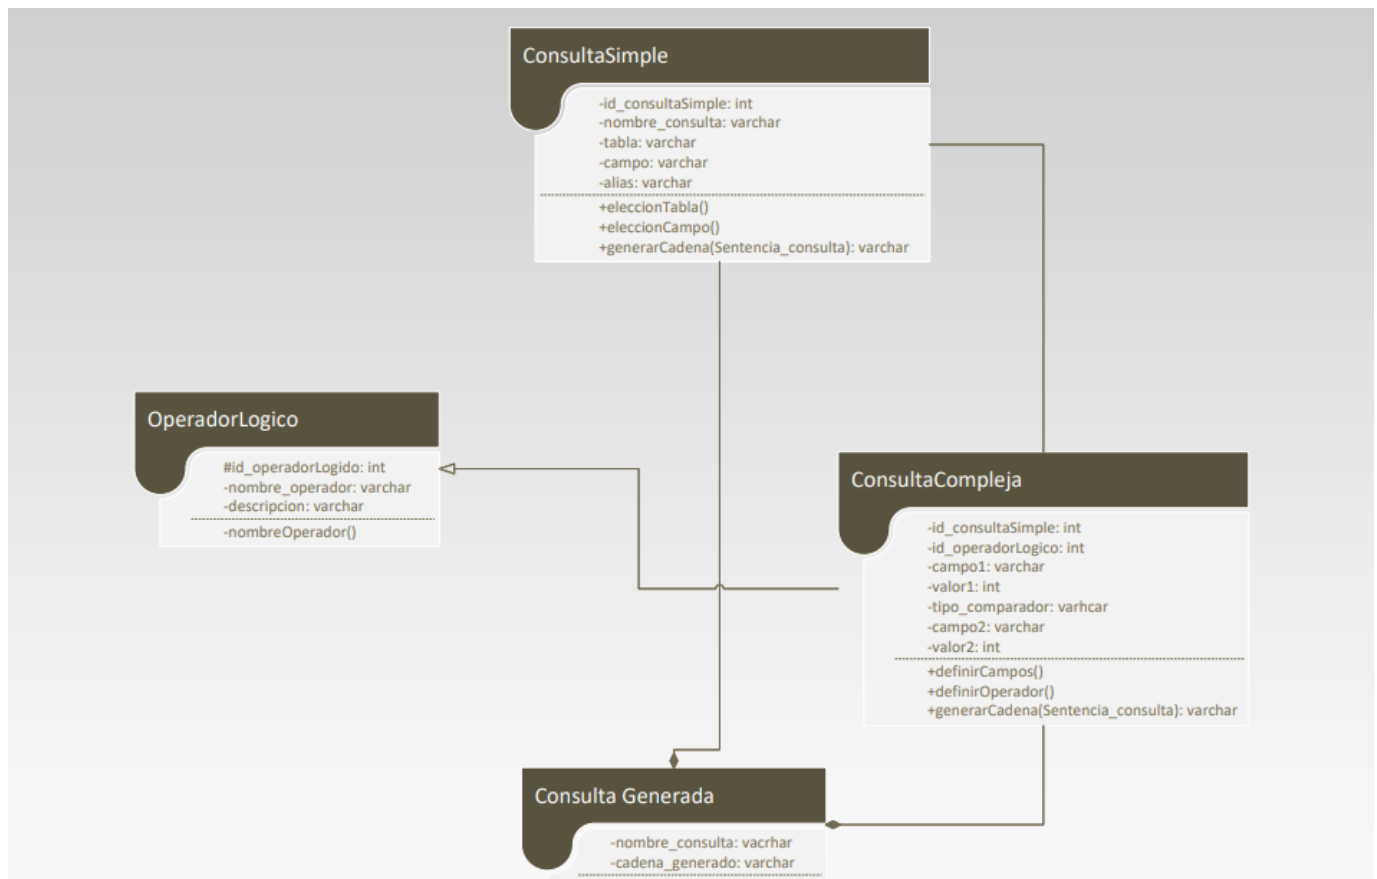 ConsultaSimple
-id_consultaSimple: int
-nombre_consulta: varchar
-tabla: varchar
-campo: varchar
-alias: varchar
+eleccionTabla()
+eleccionCampo()
+generarCadena(Sentencia_consulta): varchar
OperadorLogico
#id_operadorLogido: int
-nombre_operador: varchar
-descripcion: varchar
-nombreOperador()
ConsultaCompleja
-id_consultaSimple: int
-id_operadorLogico: int
-campo1: varchar
-valor1: int
-tipo_comparador: varhcar
-campo2: varchar
-valor2: int
+definirCampos()
+definirOperador()
+generarCadena(Sentencia_consulta): varchar
Consulta Generada
-nombre_consulta: vacrhar
-cadena_generado: varchar